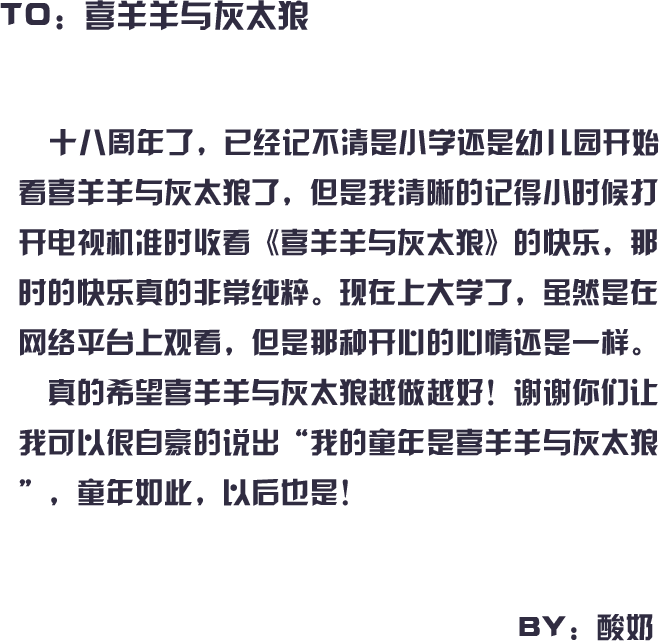 TO：喜羊羊与灰太狼
十八周年了，已经记不清是小学还是幼儿园开始
看喜羊羊与灰太狼了，但是我清晰的记得小时候打
开电视机准时收看《喜羊羊与灰太狼》的快乐，那
时的快乐真的非常纯粹。现在上大学了，虽然是在
网络平台上观看，但是那种开心的心情还是一样。
真的希望喜羊羊与灰太狼越做越好！谢谢你们让
我可以很自豪的说出“我的童年是喜羊羊与灰太狼
”，童年如此，以后也是！
BY：酸奶